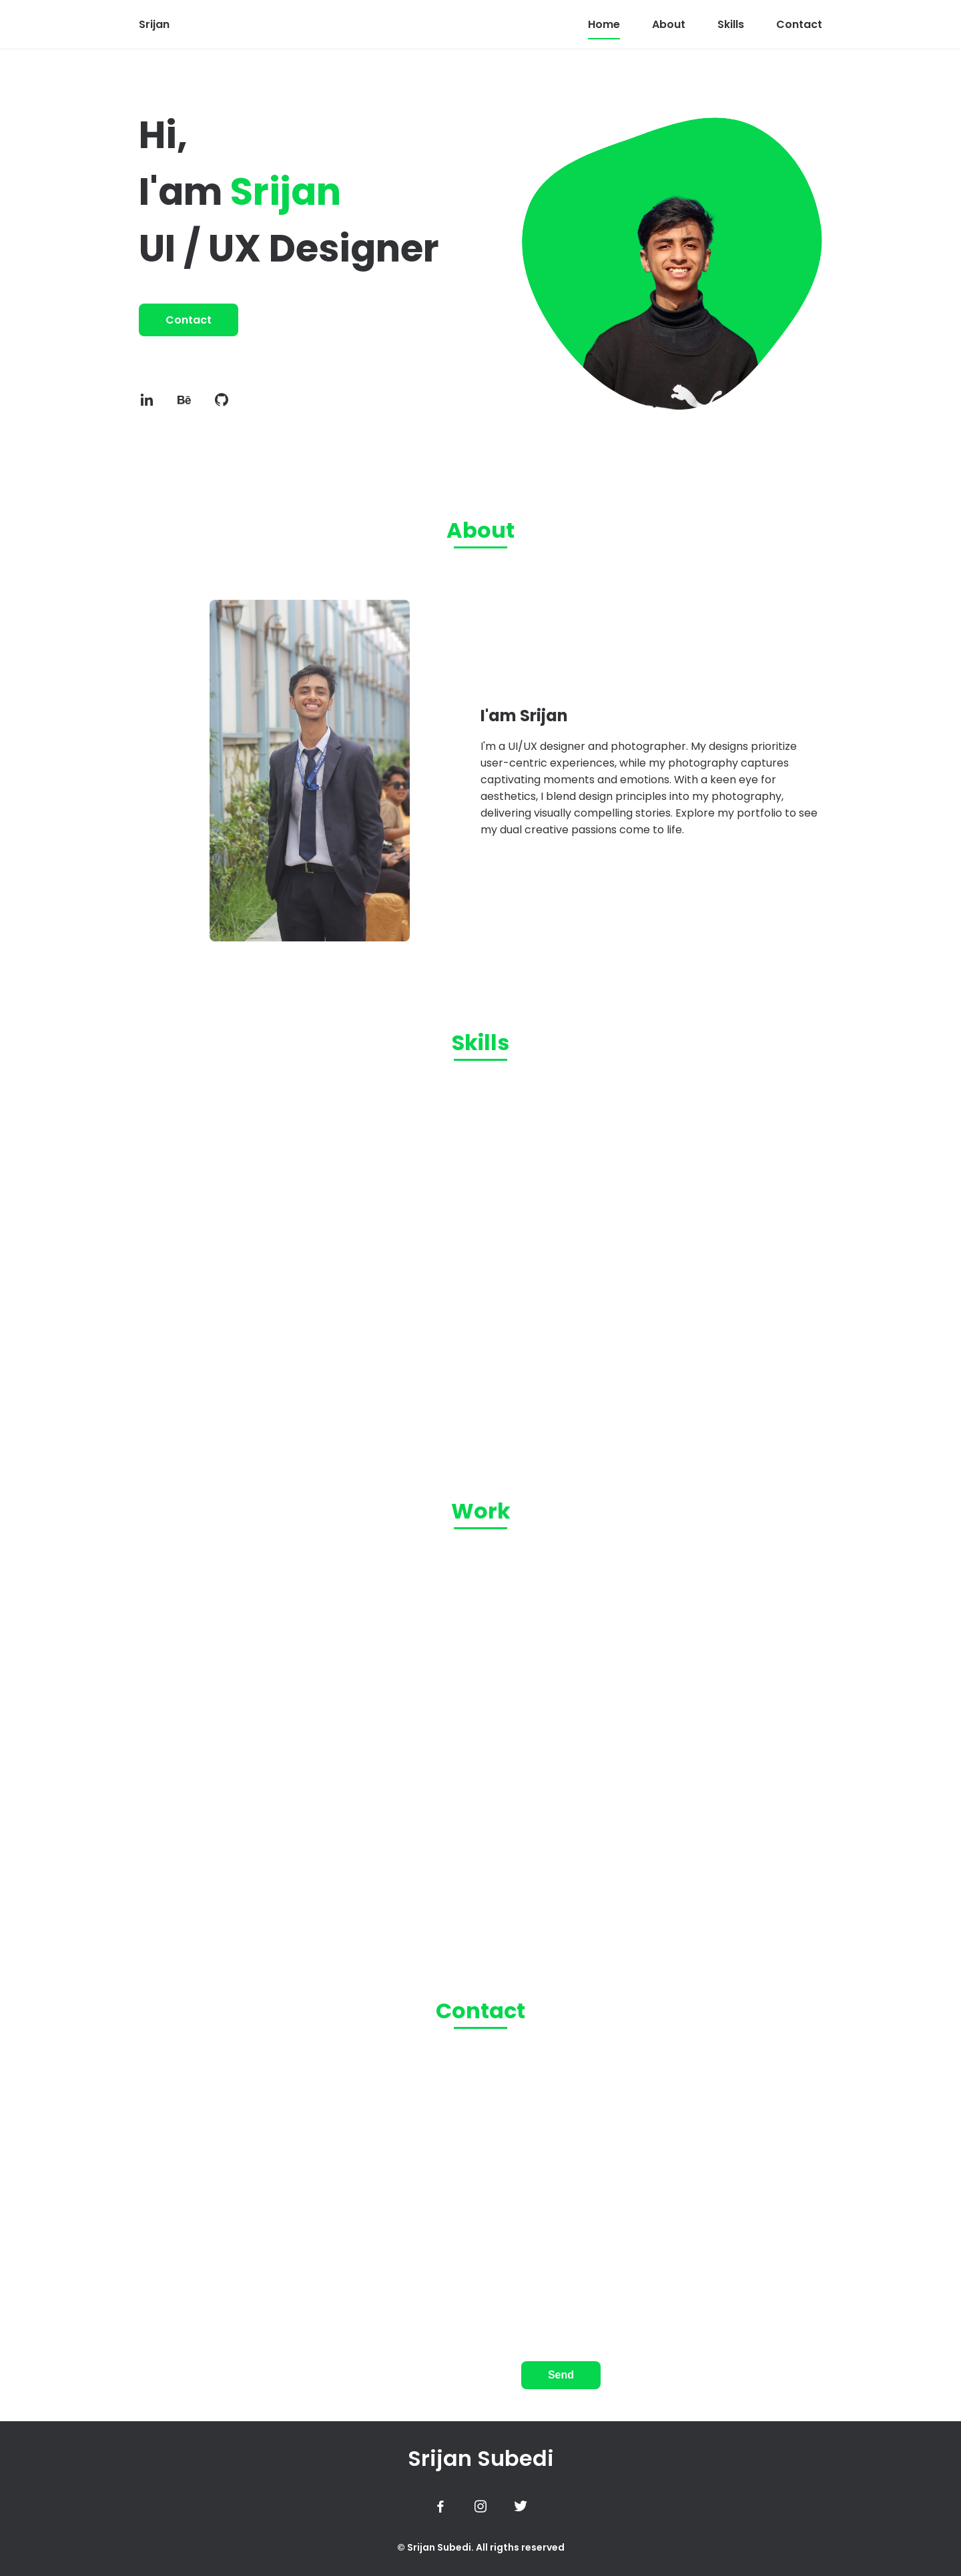 Srijan
Home About Skills Contact
Hi,
I'am Srijan
UI / UX Designer
Contact
in Bē
About
I'am Srijan
I'm a UI/UX designer and photographer. My designs prioritize
user-centric experiences, while my photography captures
captivating moments and emotions. With a keen eye for
aesthetics, I blend design principles into my photography,
delivering visually compelling stories. Explore my portfolio to see
my dual creative passions come to life.
Skills
Work
Contact
Send
Srijan Subedi
© Srijan Subedi. All rigths reserved